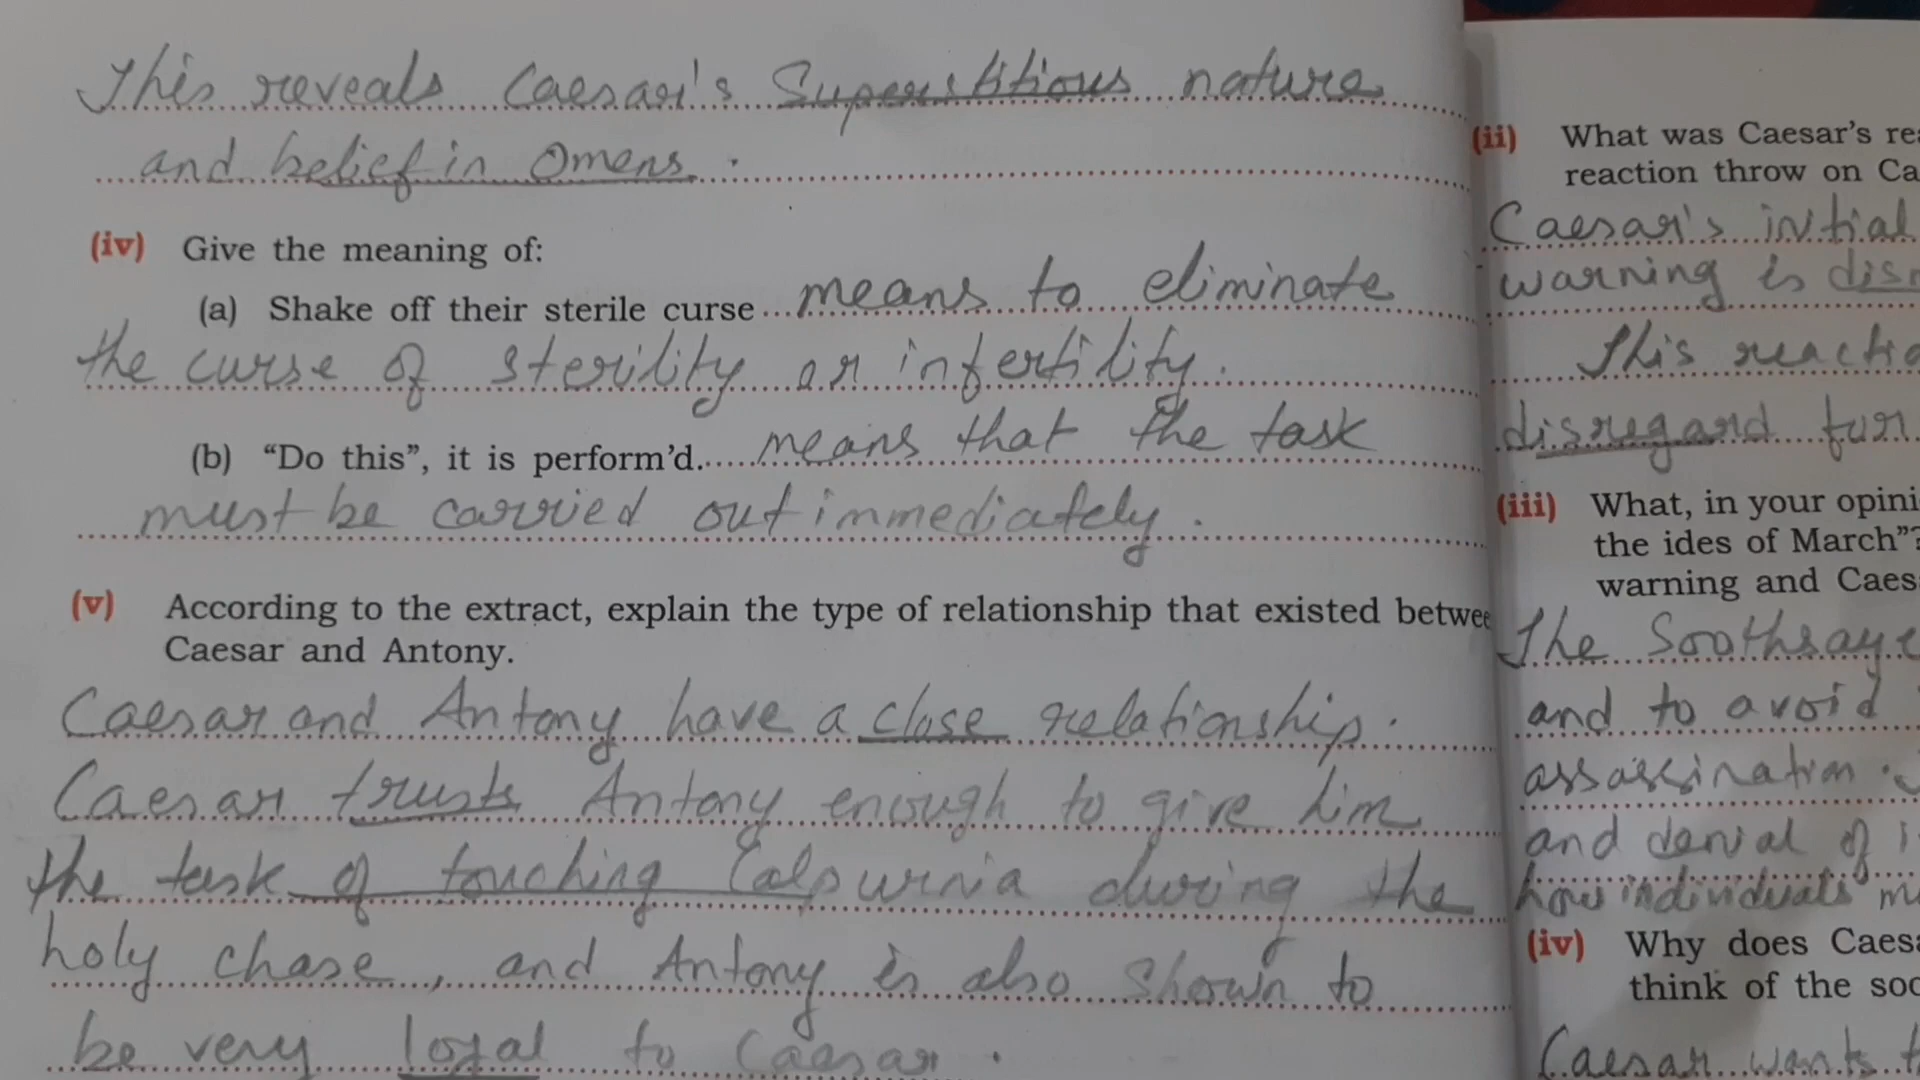 This reveals Caesar's Superstitious nature
and belief in Omens.
(iv) Give the meaning of:
(a) Shake off their sterile curse means to eliminate
the curse of sterility or infertility.
(b) “Do this”, it is perform’d. means that the task
must be carried out immediately.
(v) According to the extract, explain the type of relationship that existed betwee
Caesar and Antony.
Caesar and Antony have a close relationship.
Caesar trusts Antony enough to give him
the task of touching Calpurnia during the
holy chase, and Antony is also shown to
be very loyal to Caesar.
(ii) What was Caesar’s re
reaction throw on Ca
Caesar's initial
warning is dism
This reactio
disregard for
(iii) What, in your opini
the ides of March”?
warning and Caes
The Soothsaye
and to avoid
assassination.
and denial of i
how individuals m
(iv) Why does Caesa
think of the soo
Caesar wants t